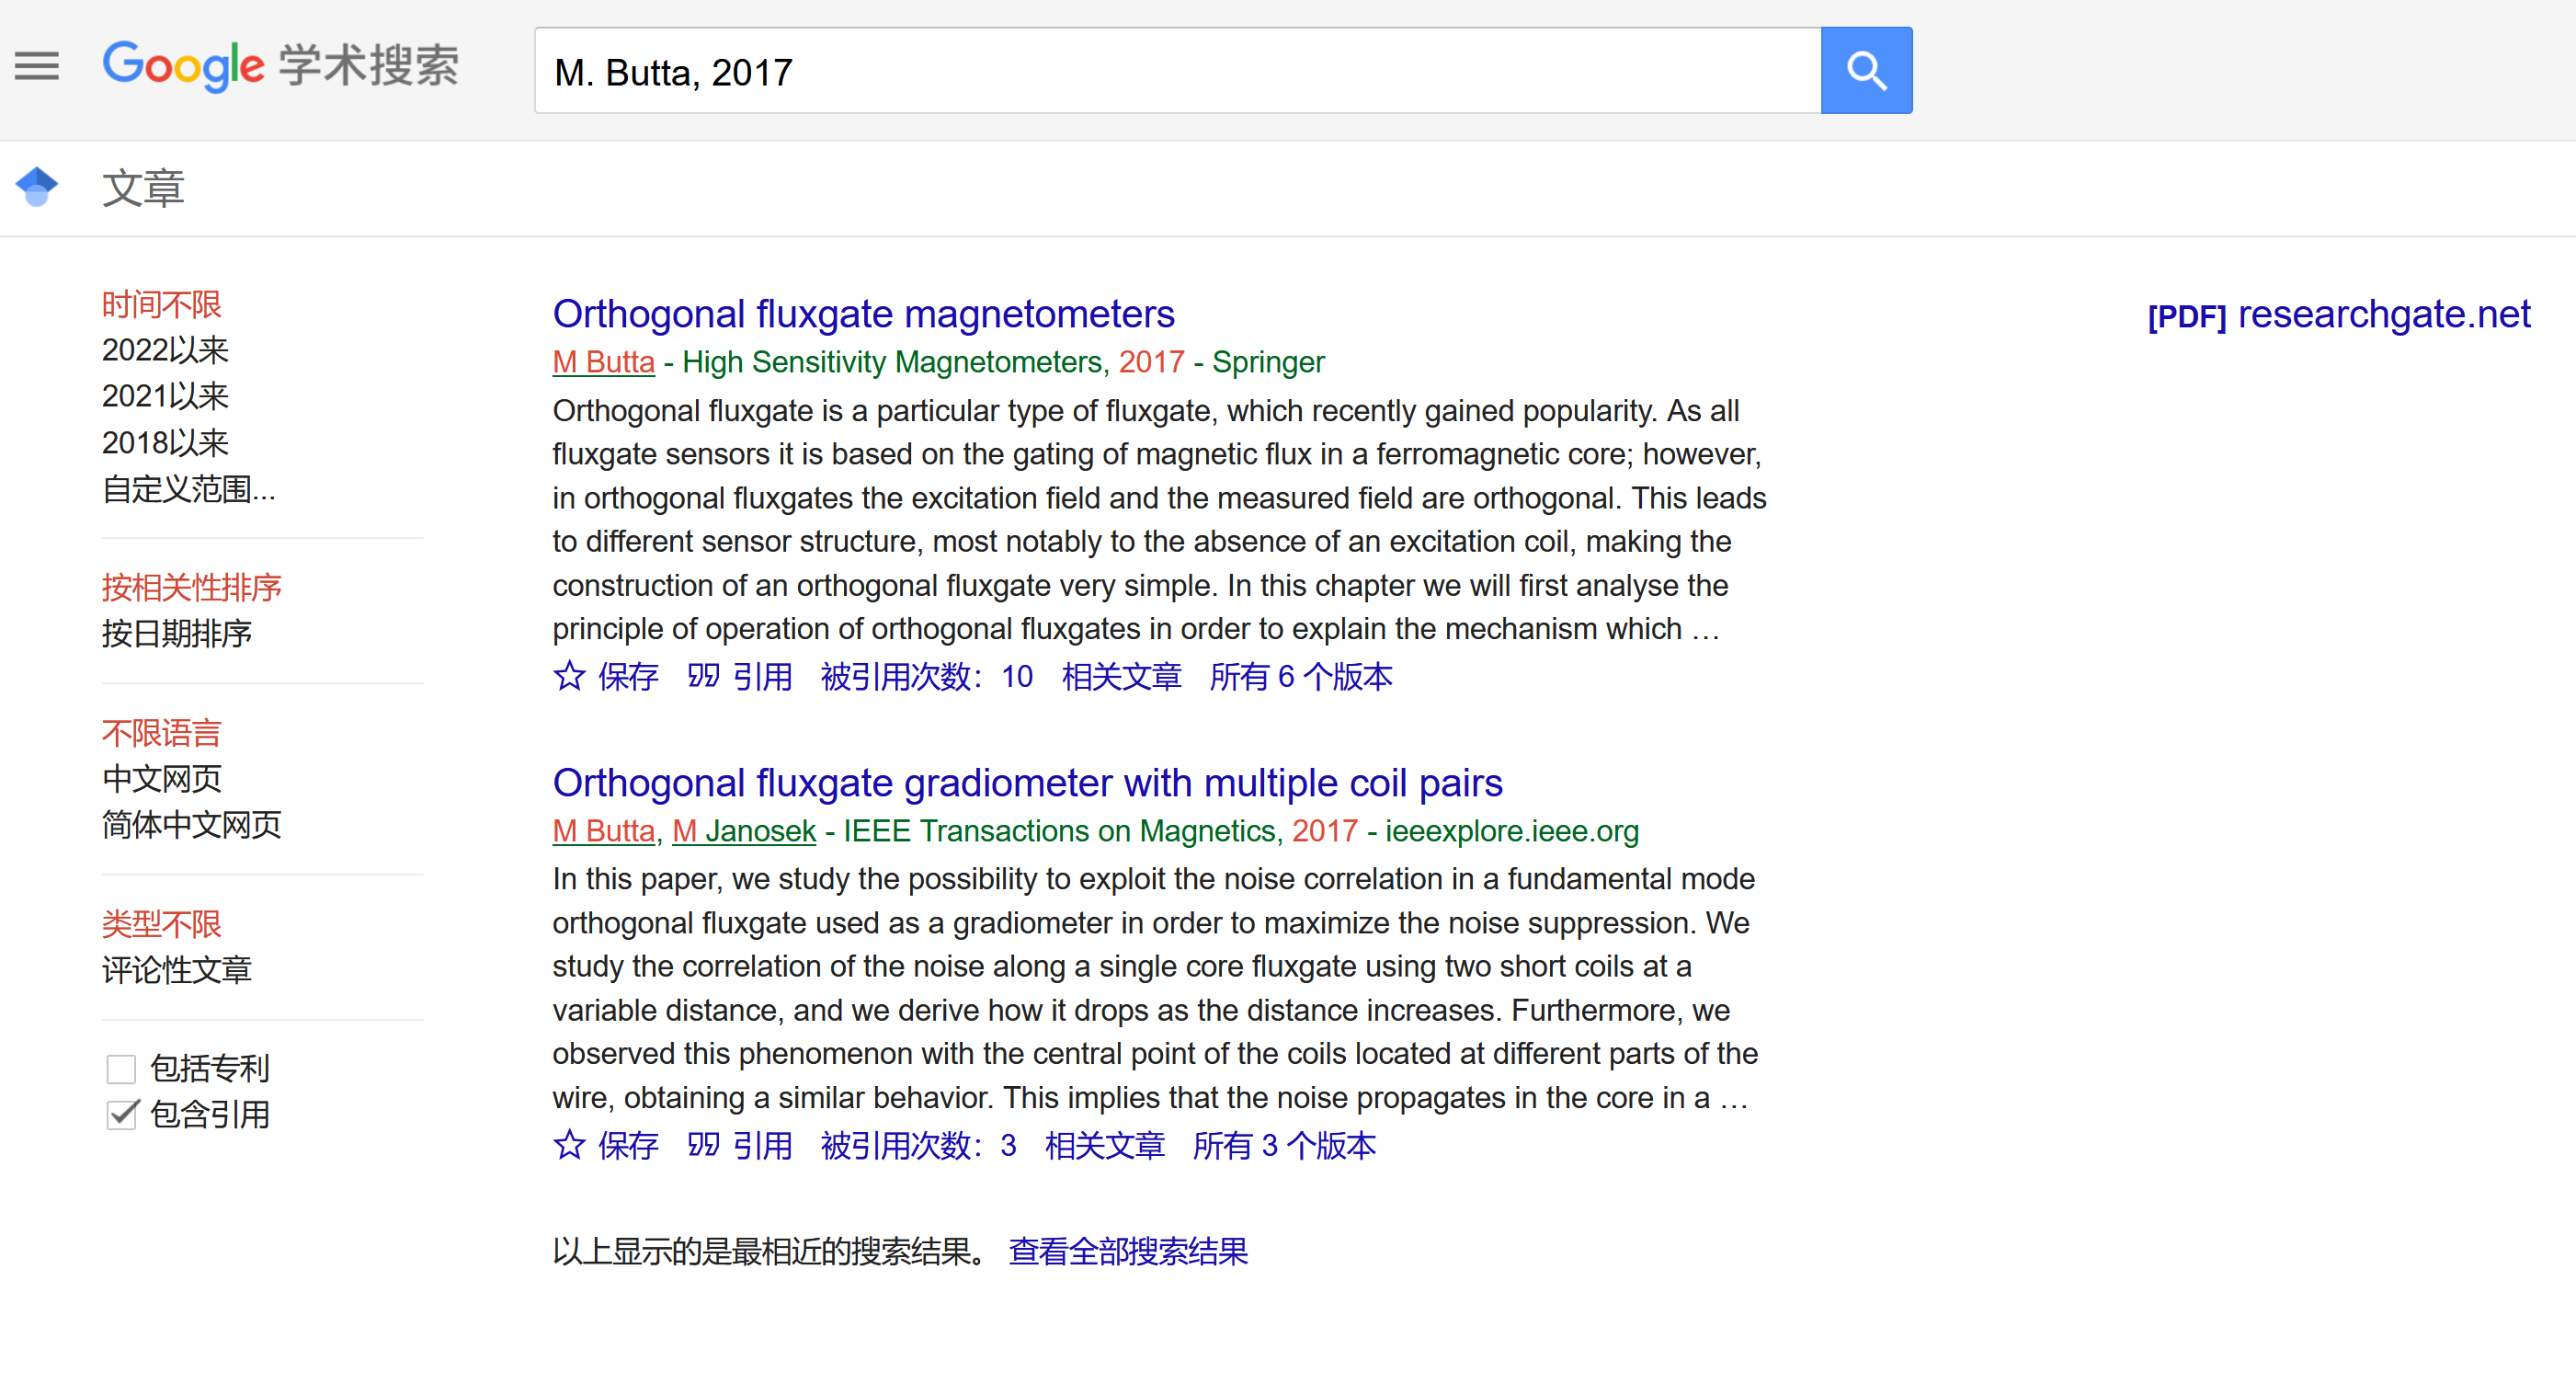 Google 学术搜索
M. Butta, 2017
文章
时间不限
2022以来
2021以来
2018以来
自定义范围...
按相关性排序
按日期排序
不限语言
中文网页
简体中文网页
类型不限
评论性文章
包括专利
包含引用
Orthogonal fluxgate magnetometers
[PDF] researchgate.net
M Butta - High Sensitivity Magnetometers, 2017 - Springer
Orthogonal fluxgate is a particular type of fluxgate, which recently gained popularity. As all
fluxgate sensors it is based on the gating of magnetic flux in a ferromagnetic core; however,
in orthogonal fluxgates the excitation field and the measured field are orthogonal. This leads
to different sensor structure, most notably to the absence of an excitation coil, making the
construction of an orthogonal fluxgate very simple. In this chapter we will first analyse the
principle of operation of orthogonal fluxgates in order to explain the mechanism which …
保存 引用 被引用次数：10 相关文章 所有 6 个版本
Orthogonal fluxgate gradiometer with multiple coil pairs
M Butta, M Janosek - IEEE Transactions on Magnetics, 2017 - ieeexplore.ieee.org
In this paper, we study the possibility to exploit the noise correlation in a fundamental mode
orthogonal fluxgate used as a gradiometer in order to maximize the noise suppression. We
study the correlation of the noise along a single core fluxgate using two short coils at a
variable distance, and we derive how it drops as the distance increases. Furthermore, we
observed this phenomenon with the central point of the coils located at different parts of the
wire, obtaining a similar behavior. This implies that the noise propagates in the core in a …
保存 引用 被引用次数：3 相关文章 所有 3 个版本
以上显示的是最相近的搜索结果。 查看全部搜索结果